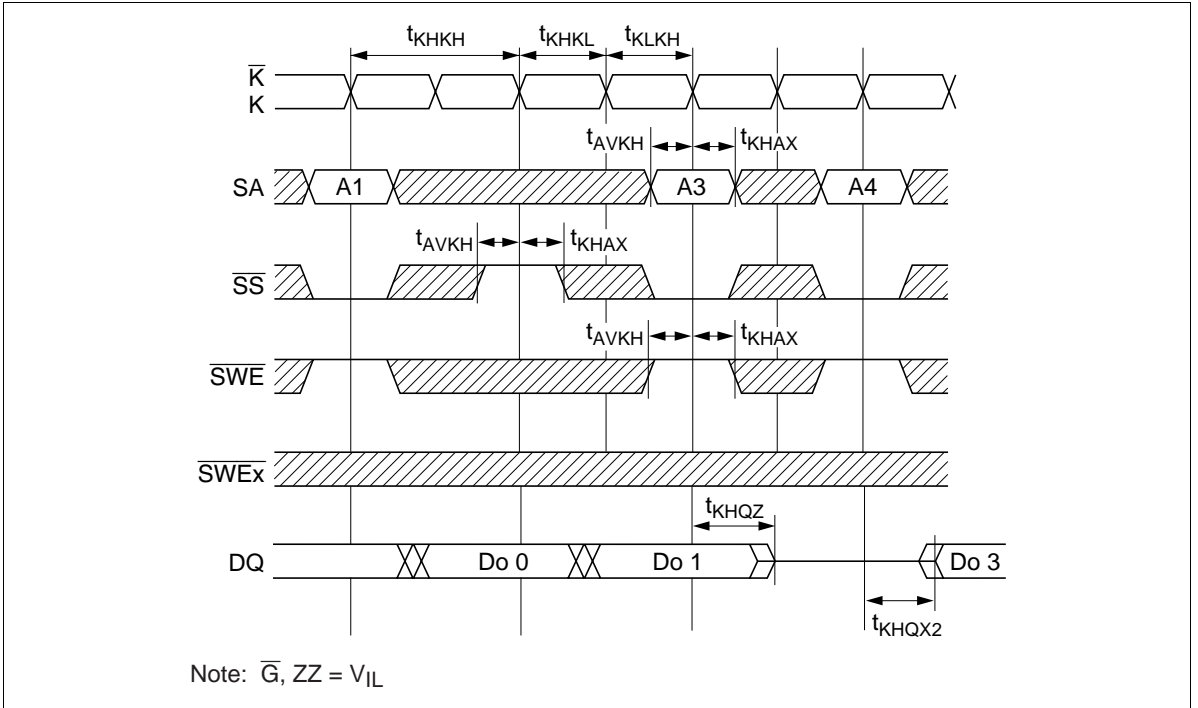 tKHKH tKHKL tKLKH
K̅
K
tAVKH tKHAX
SA A1 A3 A4
tAVKH tKHAX
S̅S̅
tAVKH tKHAX
S̅W̅E̅
S̅W̅E̅x̅
tKHQZ
DQ Do 0 Do 1 Do 3
tKHQX2
Note: G̅, ZZ = VIL